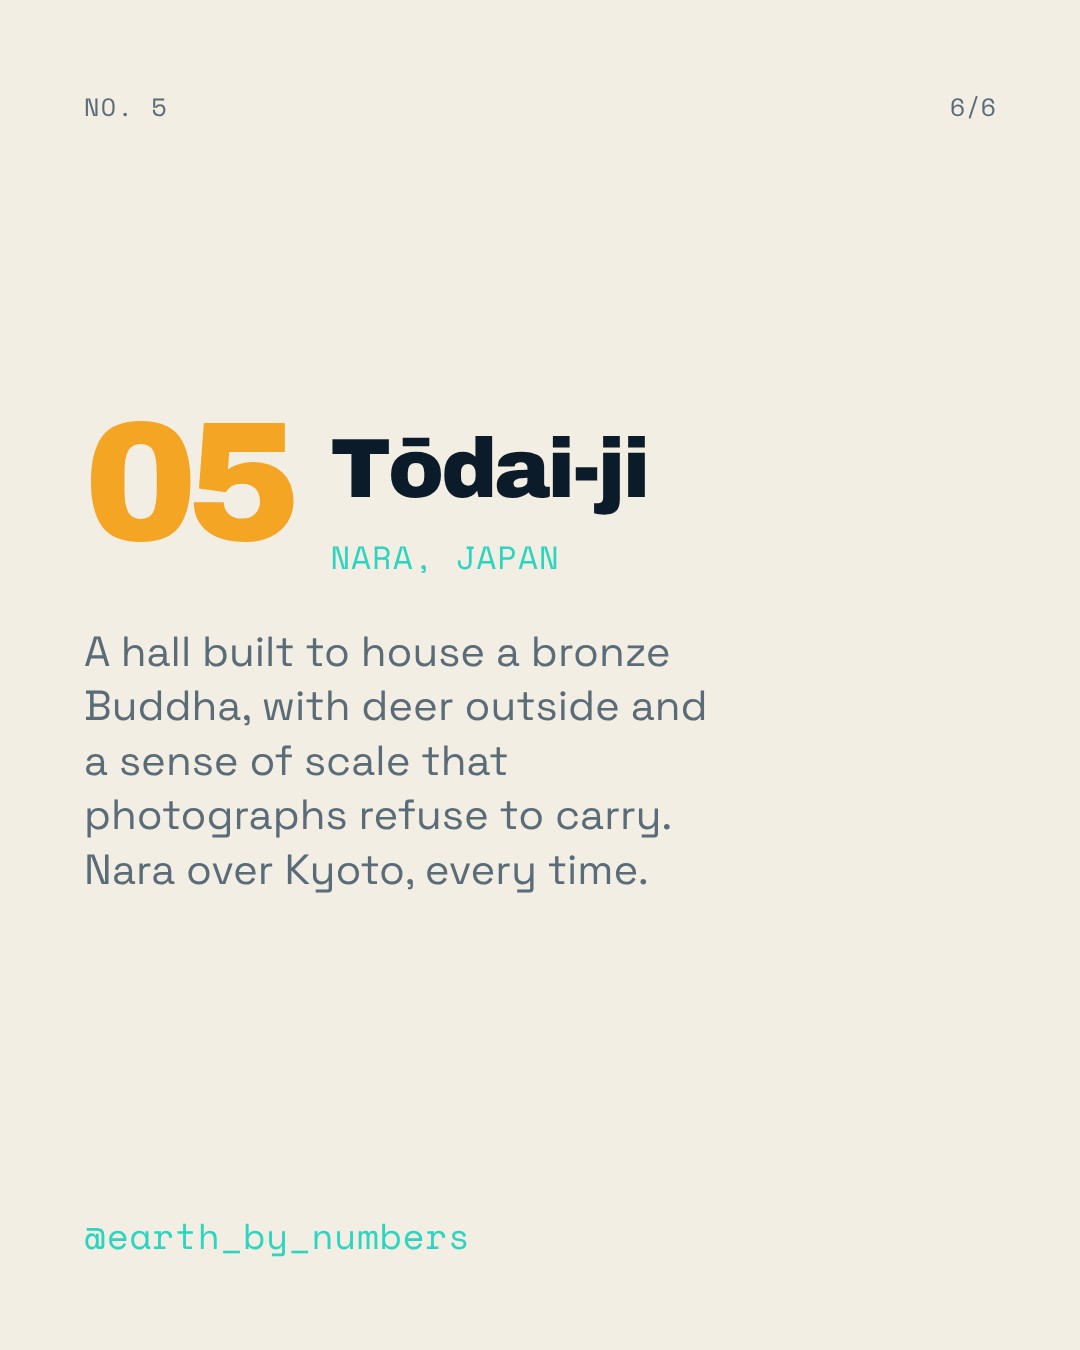 NO. 5
6/6
05
Tōdai-ji
NARA, JAPAN
A hall built to house a bronze
Buddha, with deer outside and
a sense of scale that
photographs refuse to carry.
Nara over Kyoto, every time.
@earth_by_numbers